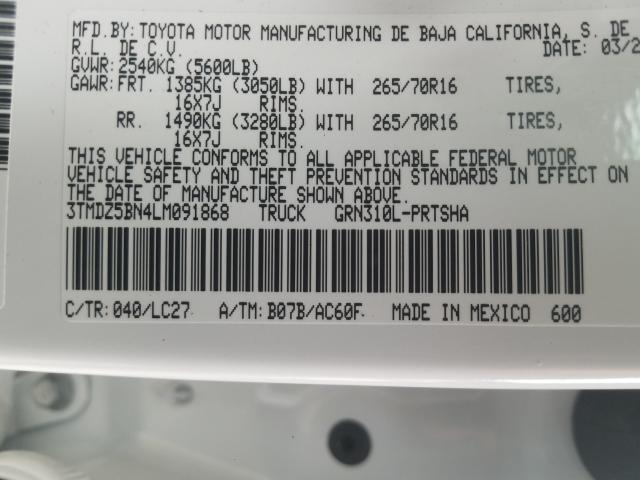 MFD.BY:TOYOTA MOTOR MANUFACTURING DE BAJA CALIFORNIA, S. DE
R.L. DE C.V. DATE: 03/2
GVWR:2540KG (5600LB)
GAWR:FRT. 1385KG (3050LB) WITH 265/70R16 TIRES,
16X7J RIMS.
RR. 1490KG (3280LB) WITH 265/70R16 TIRES,
16X7J RIMS.
THIS VEHICLE CONFORMS TO ALL APPLICABLE FEDERAL MOTOR
VEHICLE SAFETY AND THEFT PREVENTION STANDARDS IN EFFECT ON
THE DATE OF MANUFACTURE SHOWN ABOVE.
3TMDZ5BN4LM091868 TRUCK GRN310L-PRTSHA
C/TR:040/LC27 A/TM:B07B/AC60F MADE IN MEXICO 600